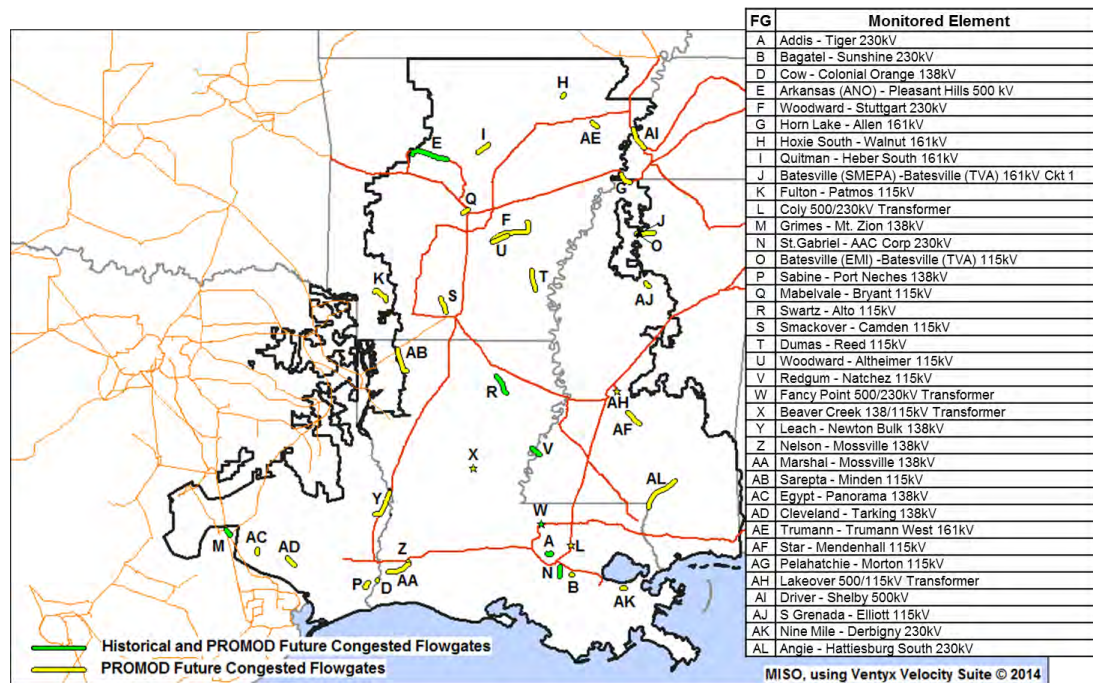 FG Monitored Element
A Addis - Tiger 230kV
B Bagatel - Sunshine 230kV
D Cow - Colonial Orange 138kV
E Arkansas (ANO) - Pleasant Hills 500 kV
F Woodward - Stuttgart 230kV
G Horn Lake - Allen 161kV
H Hoxie South - Walnut 161kV
I Quitman - Heber South 161kV
J Batesville (SMEPA) -Batesville (TVA) 161kV Ckt 1
K Fulton - Patmos 115kV
L Coly 500/230kV Transformer
M Grimes - Mt. Zion 138kV
N St.Gabriel - AAC Corp 230kV
O Batesville (EMI) -Batesville (TVA) 115kV
P Sabine - Port Neches 138kV
Q Mabelvale - Bryant 115kV
R Swartz - Alto 115kV
S Smackover - Camden 115kV
T Dumas - Reed 115kV
U Woodward - Altheimer 115kV
V Redgum - Natchez 115kV
W Fancy Point 500/230kV Transformer
X Beaver Creek 138/115kV Transformer
Y Leach - Newton Bulk 138kV
Z Nelson - Mossville 138kV
AA Marshal - Mossville 138kV
AB Sarepta - Minden 115kV
AC Egypt - Panorama 138kV
AD Cleveland - Tarking 138kV
AE Trumann - Trumann West 161kV
AF Star - Mendenhall 115kV
AG Pelahatchie - Morton 115kV
AH Lakeover 500/115kV Transformer
AI Driver - Shelby 500kV
AJ S Grenada - Elliott 115kV
AK Nine Mile - Derbigny 230kV
AL Angie - Hattiesburg South 230kV
H
AE
AI
I
E
G
Q
F
J
U
O
T
K
S
AJ
AB
R
AH
AF
V
X
AL
Y
W
A
L
M
AC
AD
Z
N
B
P
D
AA
AK
Historical and PROMOD Future Congested Flowgates
PROMOD Future Congested Flowgates
MISO, using Ventyx Velocity Suite © 2014